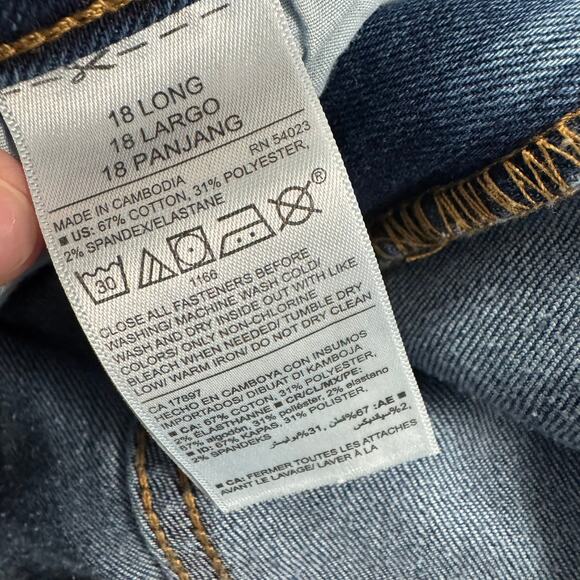 18 LONG
18 LARGO
18 PANJANG
RN 54023
MADE IN CAMBODIA
■ US: 67% COTTON, 31% POLYESTER,
2% SPANDEX/ELASTANE
30
1166
CLOSE ALL FASTENERS BEFORE
WASHING/ MACHINE WASH COLD/
WASH AND DRY INSIDE OUT WITH LIKE
COLORS/ ONLY NON-CHLORINE
BLEACH WHEN NEEDED/ TUMBLE DRY
LOW/ WARM IRON/ DO NOT DRY CLEAN
CA 17897
HECHO EN CAMBOYA CON INSUMOS
IMPORTADOS/ DIBUAT DI KAMBOJA
■ CA: 67% COTTON, 31% POLYESTER,
2% ÉLASTHANNE ■ CR/CL/MX/PE:
67% algodón, 31% poliéster, 2% elastano
■ ID: 67% KAPAS, 31% POLISTER,
2% SPANDEKS
:AE ■
■ CA: FERMER TOUTES LES ATTACHES
AVANT LE LAVAGE/ LAVER À LA